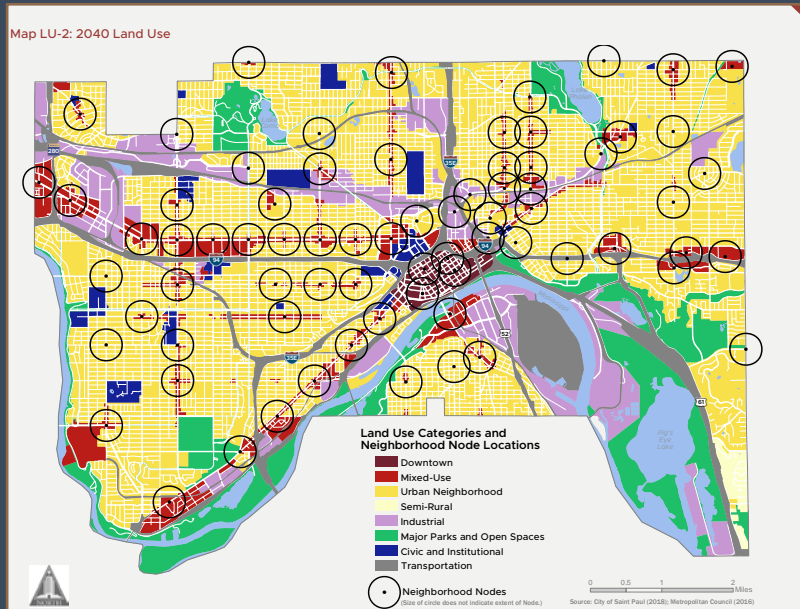 Map LU-2: 2040 Land Use
280
35E
94
94
52
35E
61
Pig's
Eye
Lake
Land Use Categories and
Neighborhood Node Locations
Downtown
Mixed-Use
Urban Neighborhood
Semi-Rural
Industrial
Major Parks and Open Spaces
Civic and Institutional
Transportation
Neighborhood Nodes
(Size of circle does not indicate extent of Node.)
NORTH
0 0.5 1 2
Miles
Source: City of Saint Paul (2018); Metropolitan Council (2016)